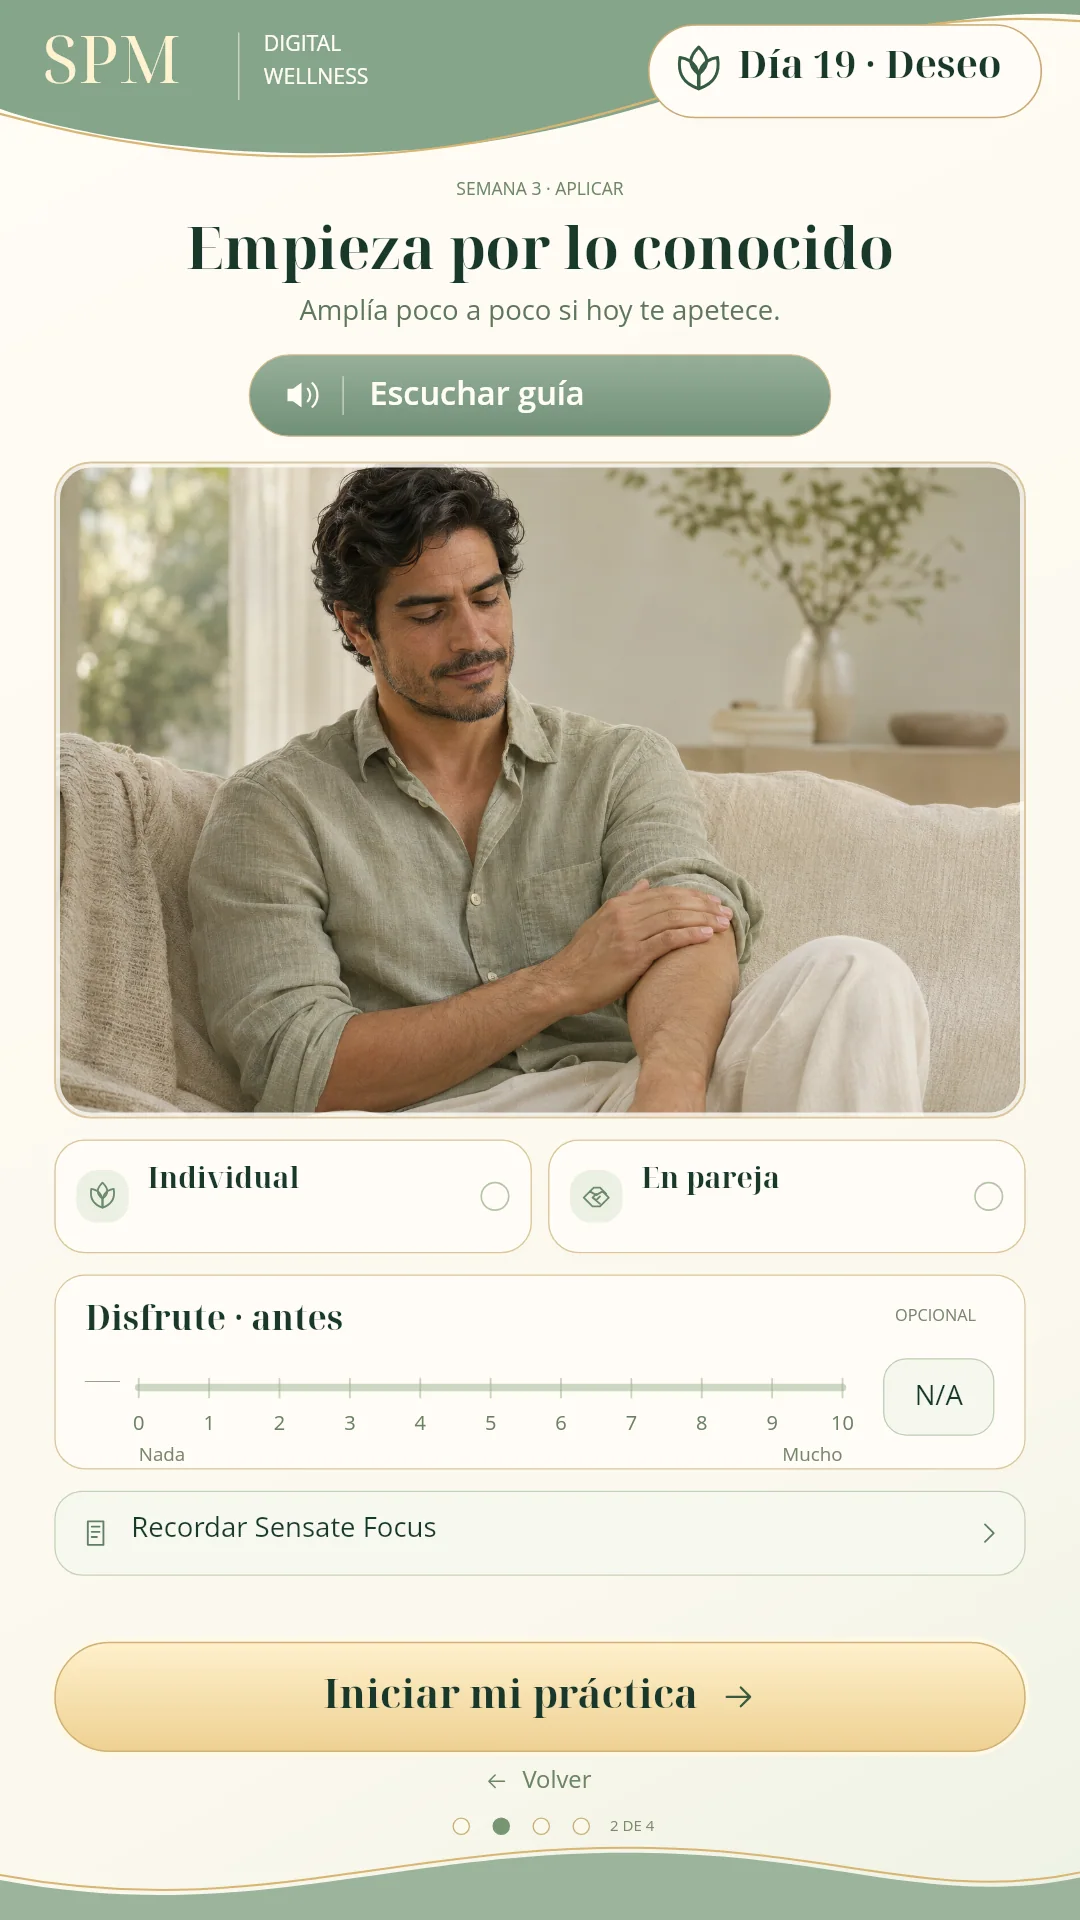 SPM
DIGITAL
WELLNESS
Día 19 · Deseo
SEMANA 3 · APLICAR
Empieza por lo conocido
Amplía poco a poco si hoy te apetece.
Escuchar guía
Individual
En pareja
Disfrute · antes
OPCIONAL
N/A
0 1 2 3 4 5 6 7 8 9 10
Nada Mucho
Recordar Sensate Focus
Iniciar mi práctica →
← Volver
2 DE 4